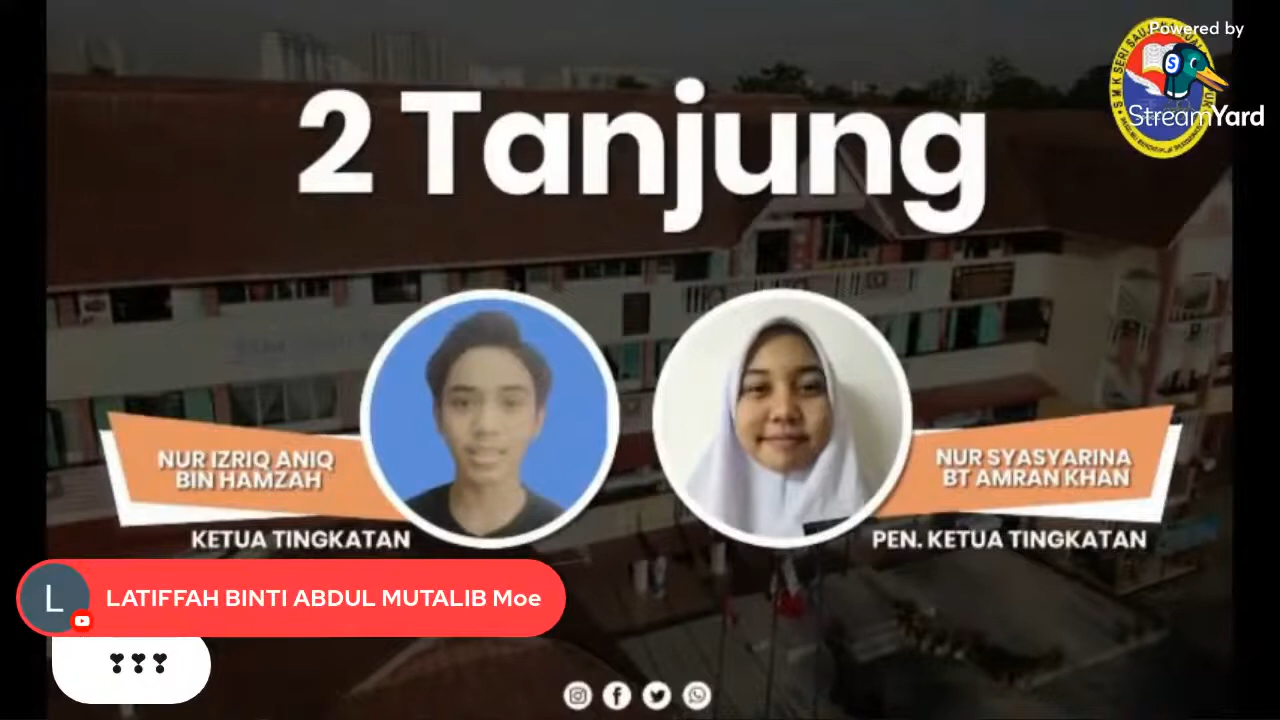 Powered by
StreamYard
2 Tanjung
NUR IZRIQ ANIQ
BIN HAMZAH
KETUA TINGKATAN
NUR SYASYARINA
BT AMRAN KHAN
PEN. KETUA TINGKATAN
L
LATIFFAH BINTI ABDUL MUTALIB Moe
❣❣❣